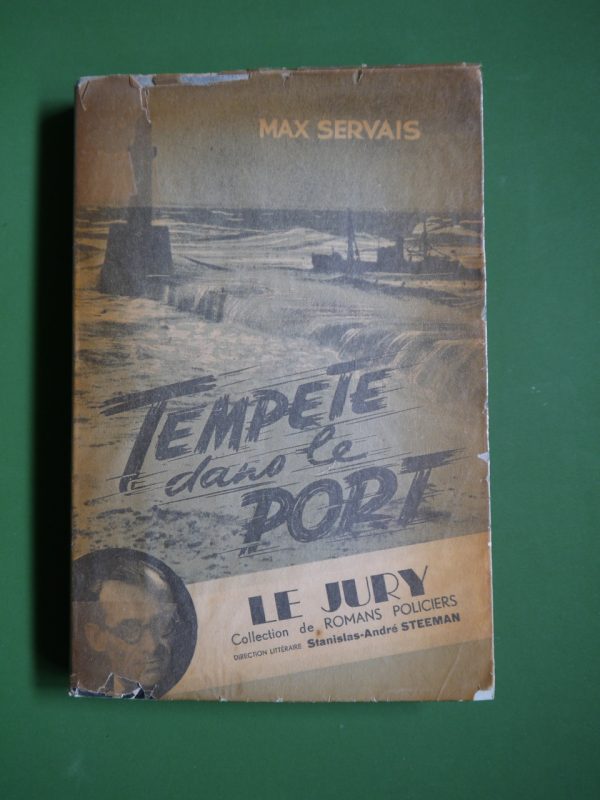 MAX SERVAIS
TEMPETE
dans le
PORT
LE JURY
Collection de ROMANS POLICIERS
DIRECTION LITTÉRAIRE Stanislas-André STEEMAN